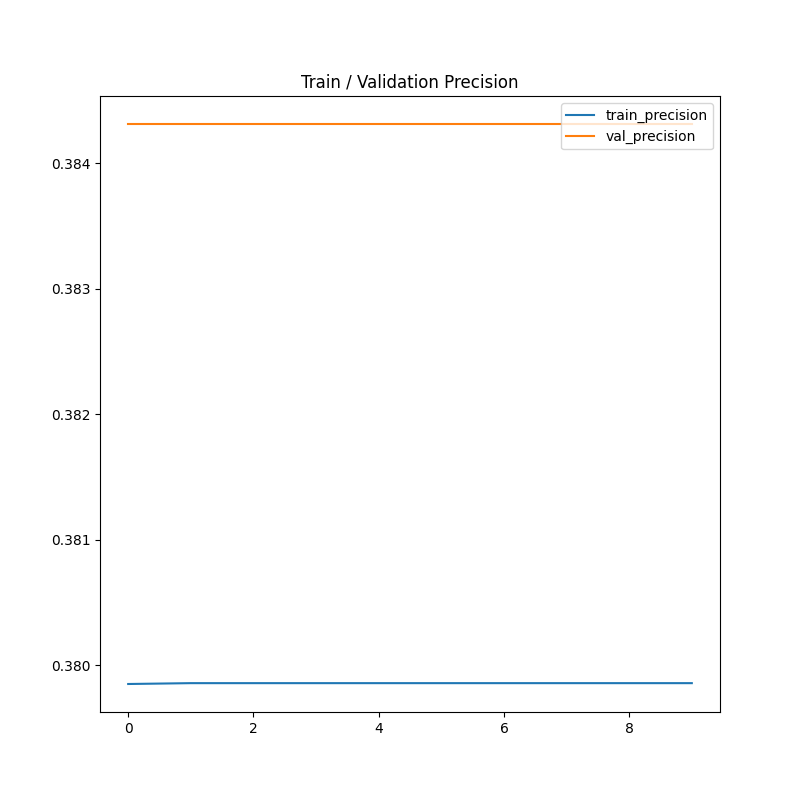 Train / Validation Precision
train_precision
val_precision
0.384
0.383
0.382
0.381
0.380
0 2 4 6 8